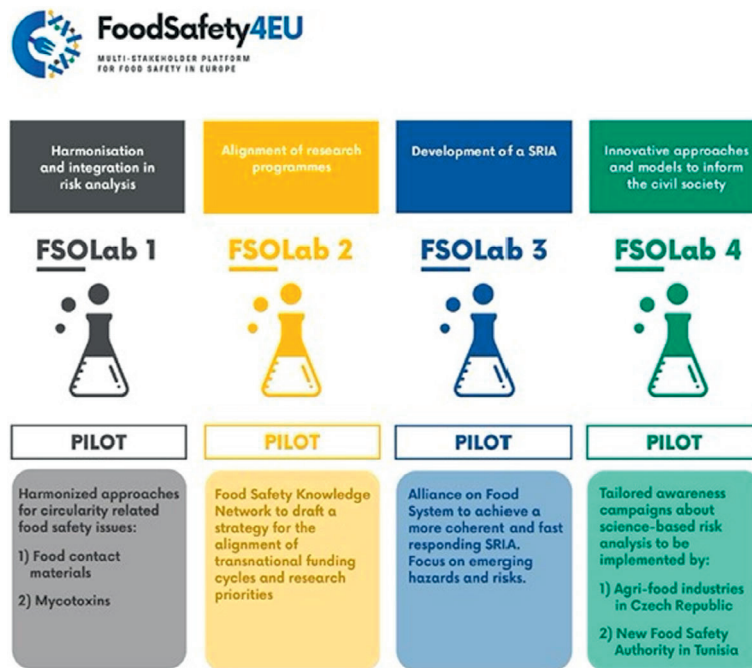 FoodSafety4EU
MULTI-STAKEHOLDER PLATFORM
FOR FOOD SAFETY IN EUROPE
Harmonisation
and integration in
risk analysis
Alignment of research
programmes
Development of a SRIA
Innovative approaches
and models to inform
the civil society
FSOLab 1
FSOLab 2
FSOLab 3
FSOLab 4
PILOT
PILOT
PILOT
PILOT
Harmonized approaches
for circularity related
food safety issues:
1) Food contact
materials
2) Mycotoxins
Food Safety Knowledge
Network to draft a
strategy for the
alignment of
transnational funding
cycles and research
priorities
Alliance on Food
System to achieve a
more coherent and fast
responding SRIA.
Focus on emerging
hazards and risks.
Tailored awareness
campaigns about
science-based risk
analysis to be
implemented by:
1) Agri-food industries
in Czech Republic
2) New Food Safety
Authority in Tunisia